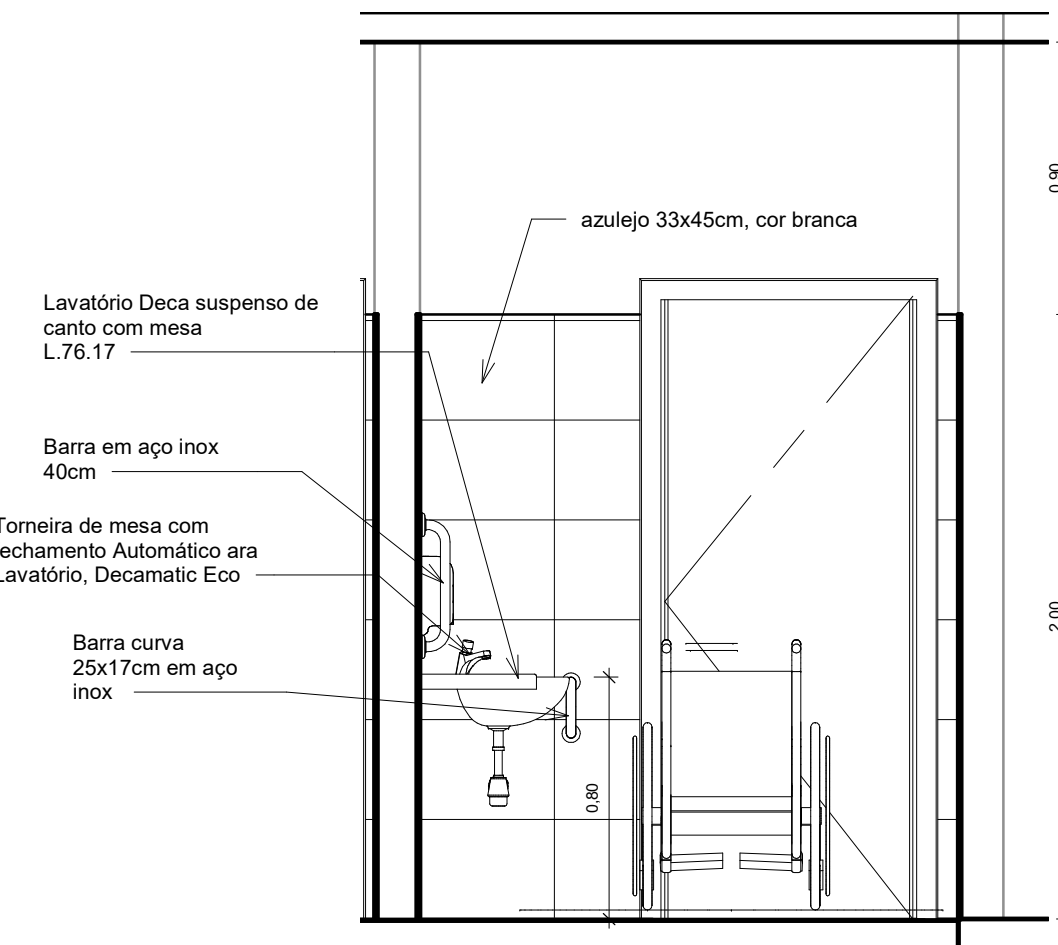 0,90
azulejo 33x45cm, cor branca
Lavatório Deca suspenso de
canto com mesa
L.76.17
Barra em aço inox
40cm
Torneira de mesa com
fechamento Automático ara
Lavatório, Decamatic Eco
2,00
Barra curva
25x17cm em aço
inox
0,80